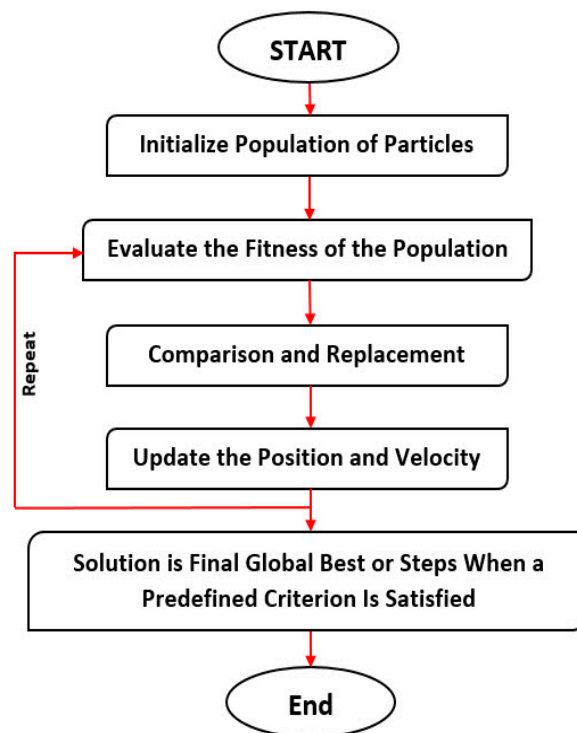 START
Initialize Population of Particles
Evaluate the Fitness of the Population
Repeat
Comparison and Replacement
Update the Position and Velocity
Solution is Final Global Best or Steps When a
Predefined Criterion Is Satisfied
End